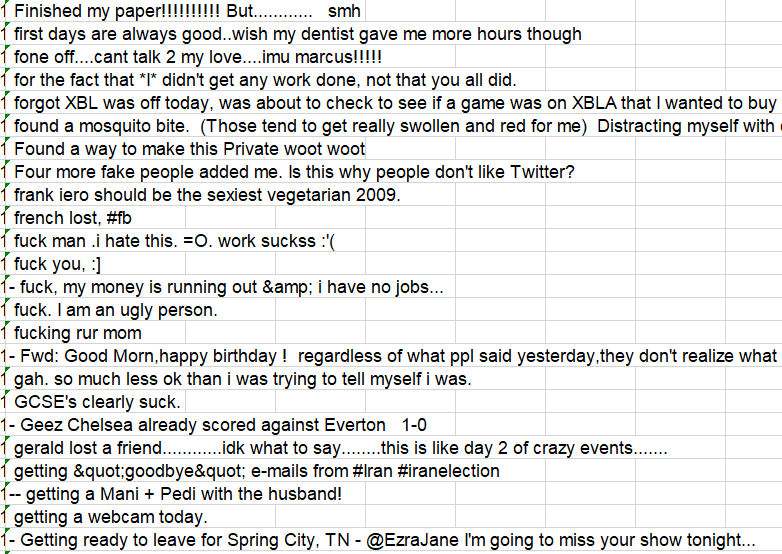 1 Finished my paper!!!!!!!!!! But............ smh
1 first days are always good..wish my dentist gave me more hours though
1 fone off....cant talk 2 my love....imu marcus!!!!!
1 for the fact that *I* didn't get any work done, not that you all did.
1 forgot XBL was off today, was about to check to see if a game was on XBLA that I wanted to buy
1 found a mosquito bite. (Those tend to get really swollen and red for me) Distracting myself with
1 Found a way to make this Private woot woot
1 Four more fake people added me. Is this why people don't like Twitter?
1 frank iero should be the sexiest vegetarian 2009.
1 french lost, #fb
1 fuck man .i hate this. =O. work suckss :'(
1 fuck you, :]
1- fuck, my money is running out &amp; i have no jobs...
1 fuck. I am an ugly person.
1 fucking rur mom
1- Fwd: Good Morn,happy birthday ! regardless of what ppl said yesterday,they don't realize what
1 gah. so much less ok than i was trying to tell myself i was.
1 GCSE's clearly suck.
1- Geez Chelsea already scored against Everton 1-0
1 gerald lost a friend............idk what to say........this is like day 2 of crazy events.......
1 getting &quot;goodbye&quot; e-mails from #Iran #iranelection
1-- getting a Mani + Pedi with the husband!
1 getting a webcam today.
1- Getting ready to leave for Spring City, TN - @EzraJane I'm going to miss your show tonight...